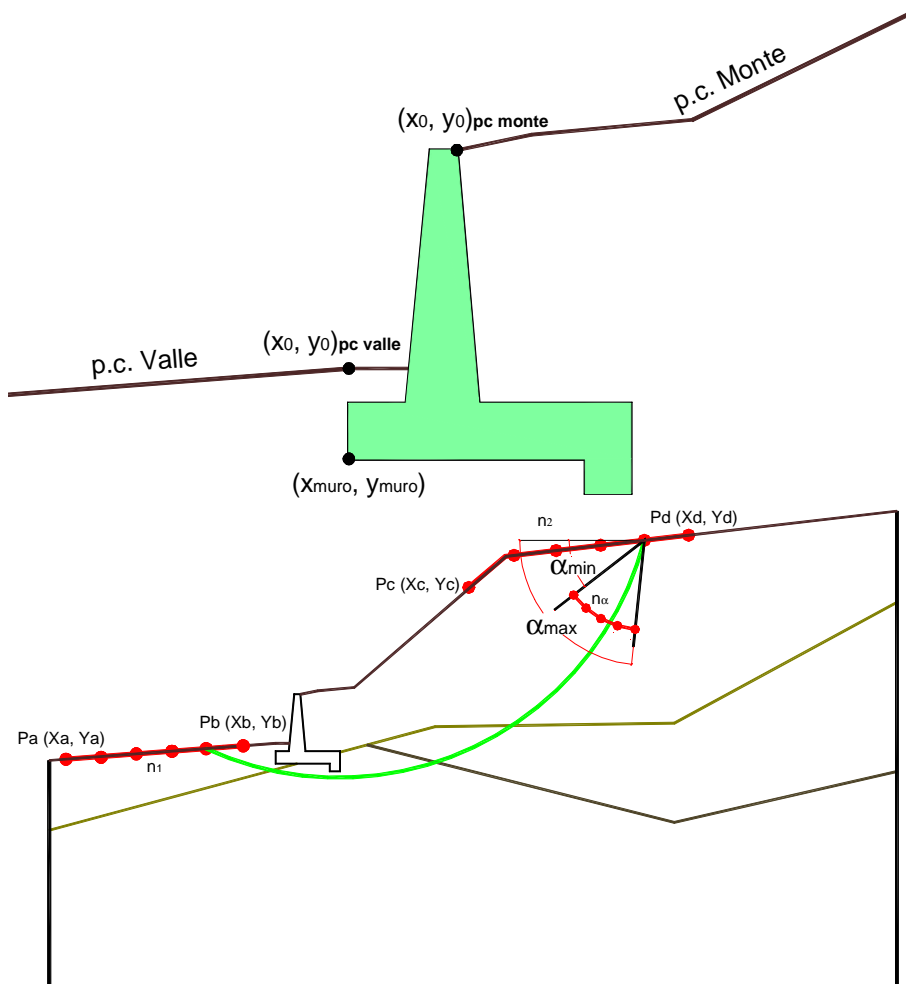 p.c. Monte
(x0, y0)pc monte
(x0, y0)pc valle
p.c. Valle
(xmuro, ymuro)
n2
Pd (Xd, Yd)
αmin
Pc (Xc, Yc)
nα
αmax
Pb (Xb, Yb)
Pa (Xa, Ya)
n1